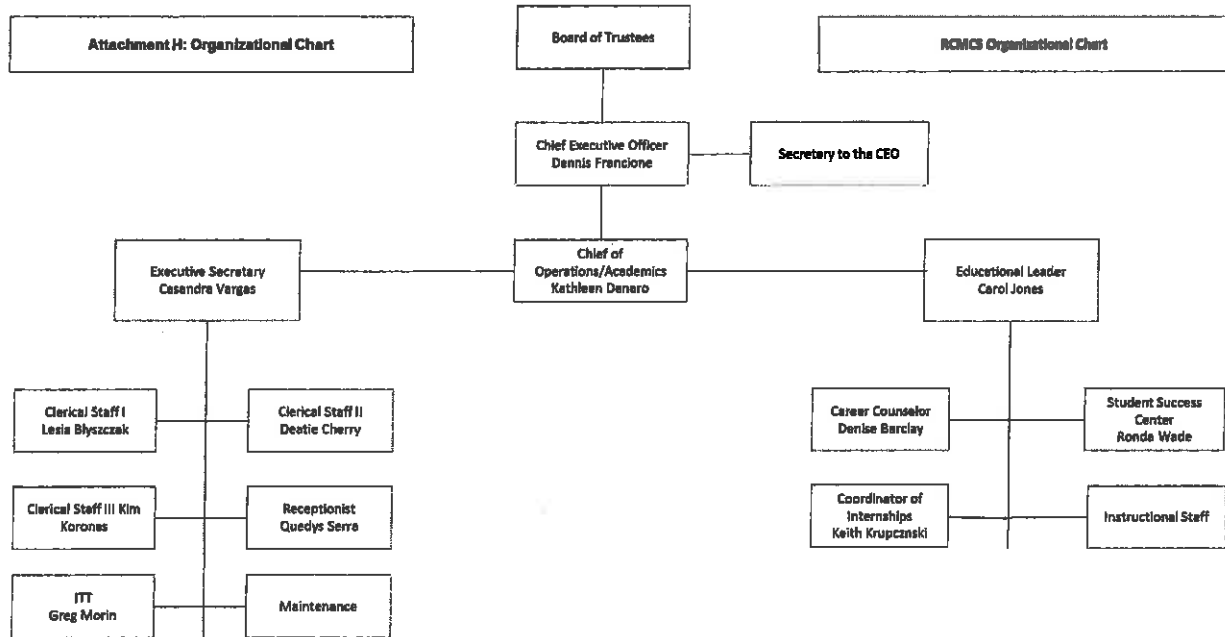 Attachment H: Organizational Chart
Board of Trustees
RCMCS Organizational Chart
Chief Executive Officer
Dennis Francione
Secretary to the CEO
Executive Secretary
Casandra Vargas
Chief of
Operations/Academics
Kathleen Denaro
Educational Leader
Carol Jones
Clerical Staff I
Lesia Blyszczak
Clerical Staff II
Deatie Cherry
Career Counselor
Denise Barclay
Student Success
Center
Ronda Wade
Clerical Staff III Kim
Koronas
Receptionist
Quedys Serra
Coordinator of
Internships
Keith Krupcznski
Instructional Staff
ITT
Greg Morin
Maintenance